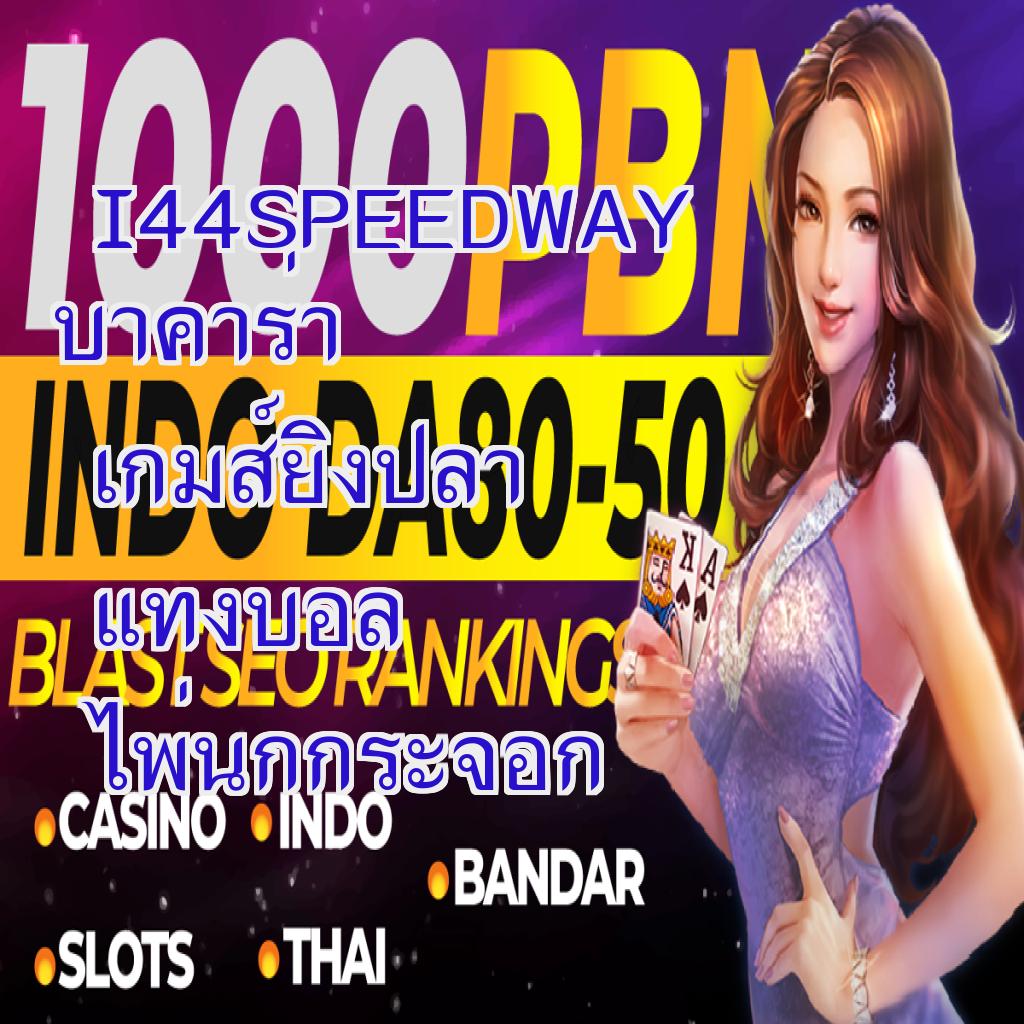 1000PBN
I44SPEEDWAY
บาคาร่า
INDO DA80-50
เกมส์ยิงปลา
แทงบอล
BLAST SEO RANKINGS
ไพ่นกกระจอก
CASINO
INDO
BANDAR
SLOTS
THAI
K
A